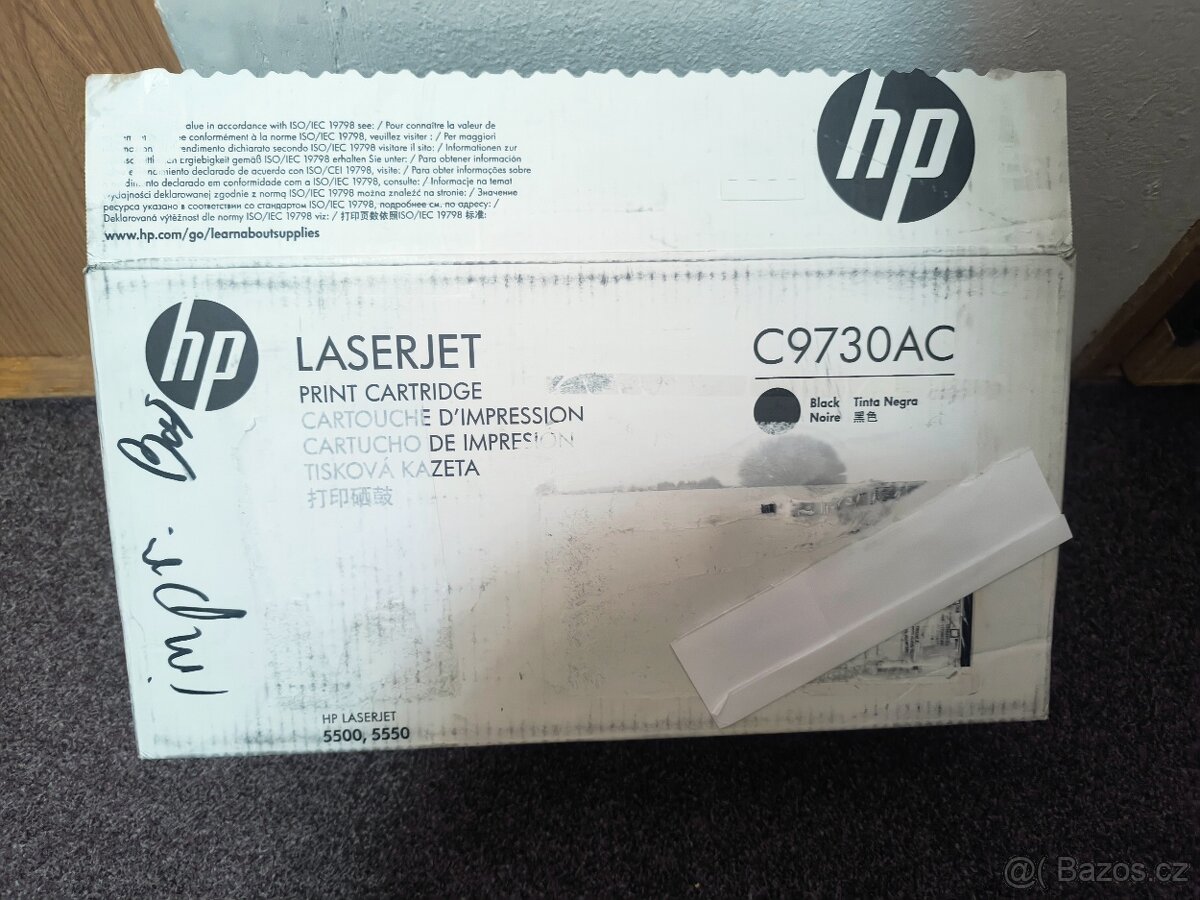 alue in accordance with ISO/IEC 19798 see: / Pour connaître la valeur de
conformément à la norme ISO/IEC 19798, veuillez visiter : / Per maggiori
rendimento dichiarato secondo ISO/IEC 19798 visitare il sito: / Informationen zur
Ergiebigkeit gemäß ISO/IEC 19798 erhalten Sie unter: / Para obtener información
declarado de acuerdo con ISO/CEI 19798, visite: / Para obter informações sobre
declarado em conformidade com a ISO/IEC 19798, consulte: / Informacje na temat
wydajności deklarowanej zgodnie z normą ISO/IEC 19798 można znaleźć na stronie: / Значение
ресурса указано в соответствии со стандартом ISO/IEC 19798, подробнее см. по адресу: /
Deklarovaná výtěžnost dle normy ISO/IEC 19798 viz: / 打印页数依照ISO/IEC 19798 标准:
www.hp.com/go/learnaboutsupplies
hp
hp
LASERJET
PRINT CARTRIDGE
CARTOUCHE D'IMPRESSION
CARTUCHO DE IMPRESIÓN
TISKOVÁ KAZETA
打印硒鼓
C9730AC
Black Tinta Negra
Noire 黑色
HP LASERJET
5500, 5550
@( Bazos.cz